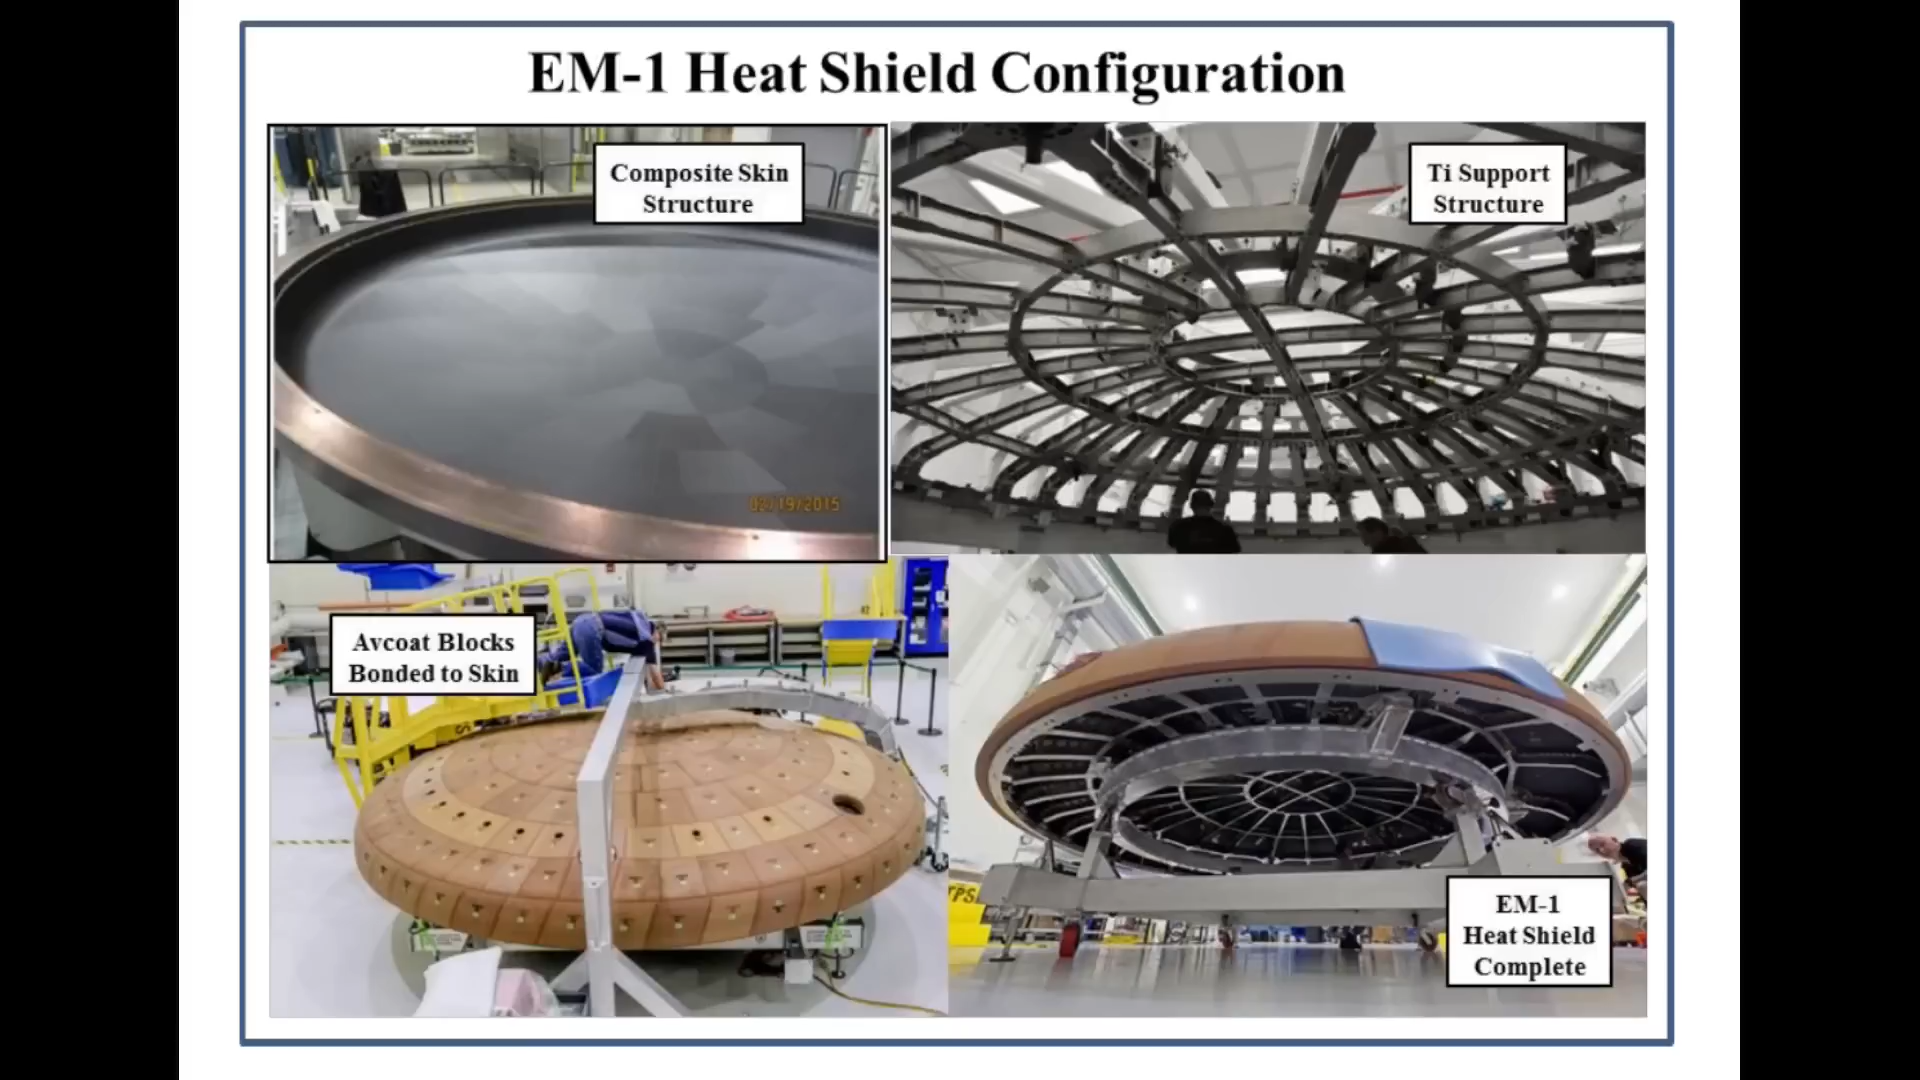 EM-1 Heat Shield Configuration
Composite Skin
Structure
Ti Support
Structure
02/19/2015
Avcoat Blocks
Bonded to Skin
TPS
EM-1
Heat Shield
Complete